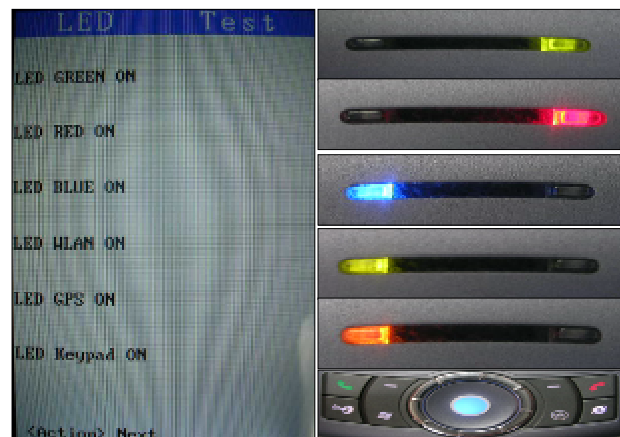 LED Test
LED GREEN ON
LED RED ON
LED BLUE ON
LED WLAN ON
LED GPS ON
LED Keypad ON
<Action> Next